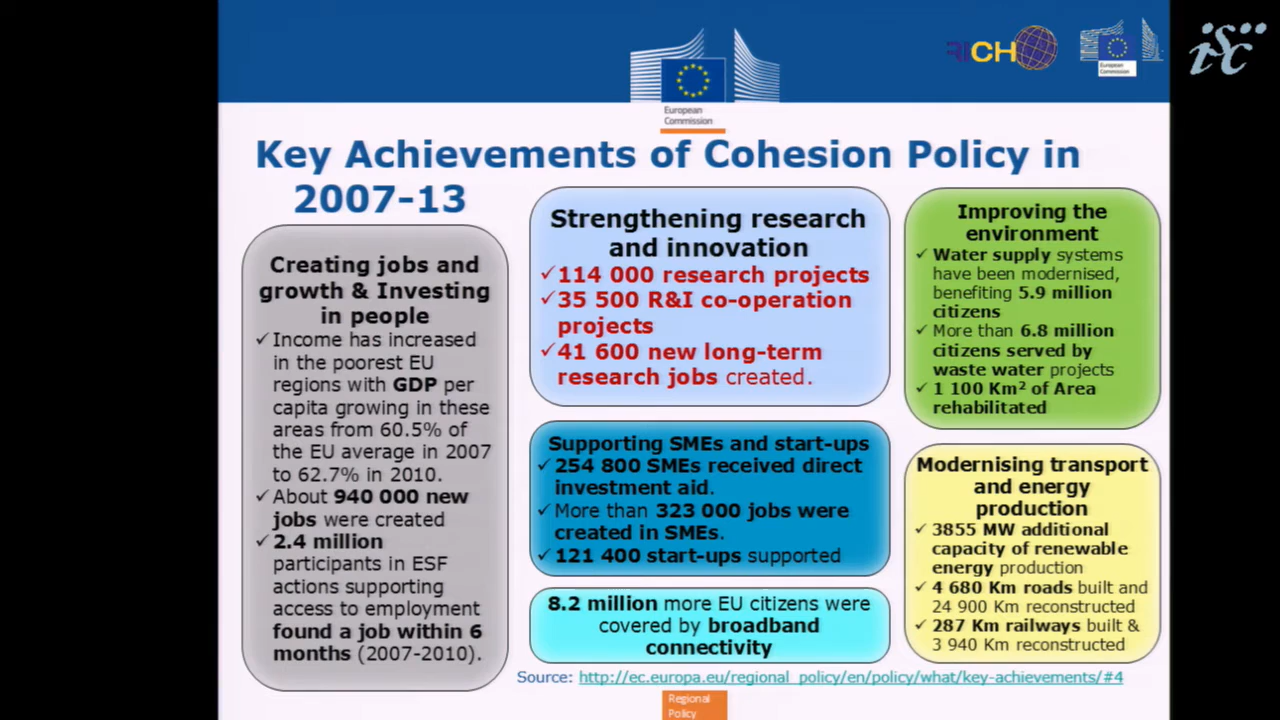 RICH
European
Commission
European
Commission
isc
Key Achievements of Cohesion Policy in
2007-13
Creating jobs and
growth & Investing
in people
✓Income has increased
in the poorest EU
regions with GDP per
capita growing in these
areas from 60.5% of
the EU average in 2007
to 62.7% in 2010.
✓About 940 000 new
jobs were created
✓2.4 million
participants in ESF
actions supporting
access to employment
found a job within 6
months (2007-2010).
Strengthening research
and innovation
✓114 000 research projects
✓35 500 R&I co-operation
projects
✓41 600 new long-term
research jobs created.
Supporting SMEs and start-ups
✓254 800 SMEs received direct
investment aid.
✓More than 323 000 jobs were
created in SMEs.
✓121 400 start-ups supported
8.2 million more EU citizens were
covered by broadband
connectivity
Improving the
environment
✓Water supply systems
have been modernised,
benefiting 5.9 million
citizens
✓More than 6.8 million
citizens served by
waste water projects
✓1 100 Km² of Area
rehabilitated
Modernising transport
and energy
production
✓3855 MW additional
capacity of renewable
energy production
✓4 680 Km roads built and
24 900 Km reconstructed
✓287 Km railways built &
3 940 Km reconstructed
Source: http://ec.europa.eu/regional_policy/en/policy/what/key-achievements/#4
Regional
Policy